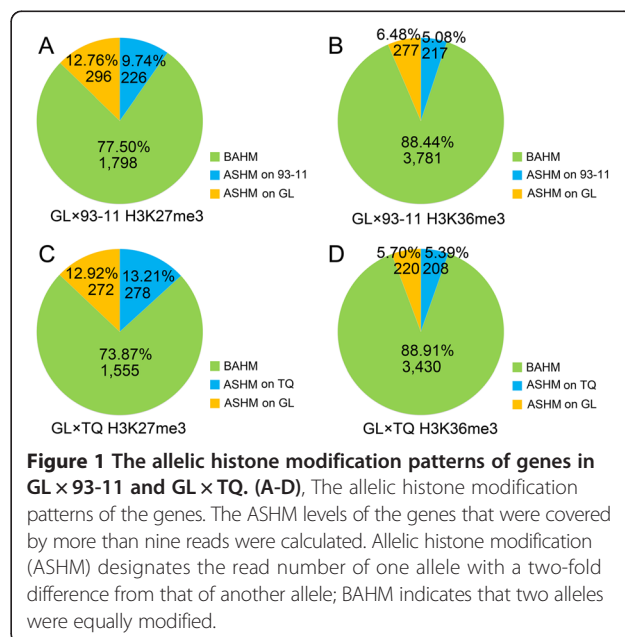 A
12.76%
296
9.74%
226
77.50%
1,798
BAHM
ASHM on 93-11
ASHM on GL
GL×93-11 H3K27me3
B
6.48%
277
5.08%
217
88.44%
3,781
BAHM
ASHM on 93-11
ASHM on GL
GL×93-11 H3K36me3
C
12.92%
272
13.21%
278
73.87%
1,555
BAHM
ASHM on TQ
ASHM on GL
GL×TQ H3K27me3
D
5.70%
220
5.39%
208
88.91%
3,430
BAHM
ASHM on TQ
ASHM on GL
GL×TQ H3K36me3
Figure 1 The allelic histone modification patterns of genes in
GL × 93-11 and GL × TQ. (A-D), The allelic histone modification
patterns of the genes. The ASHM levels of the genes that were covered
by more than nine reads were calculated. Allelic histone modification
(ASHM) designates the read number of one allele with a two-fold
difference from that of another allele; BAHM indicates that two alleles
were equally modified.